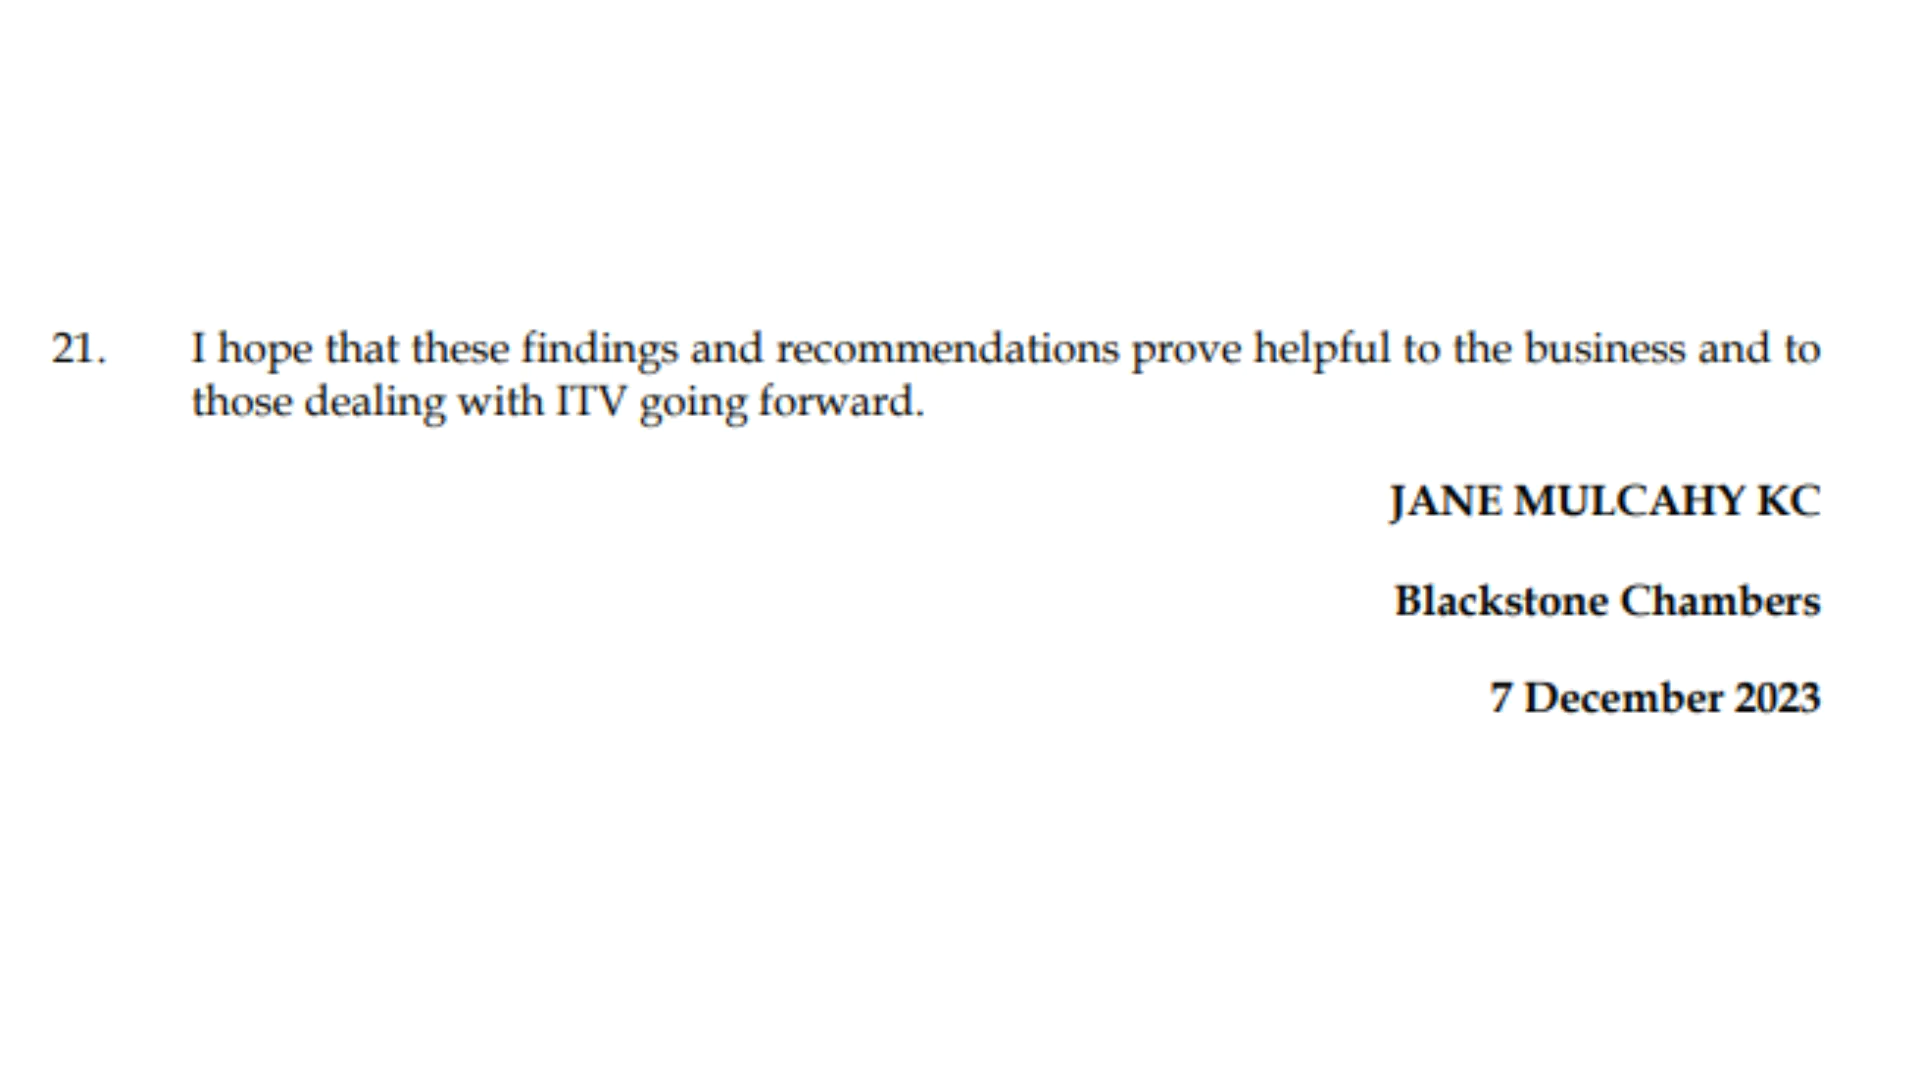 21. I hope that these findings and recommendations prove helpful to the business and to
those dealing with ITV going forward.
JANE MULCAHY KC
Blackstone Chambers
7 December 2023